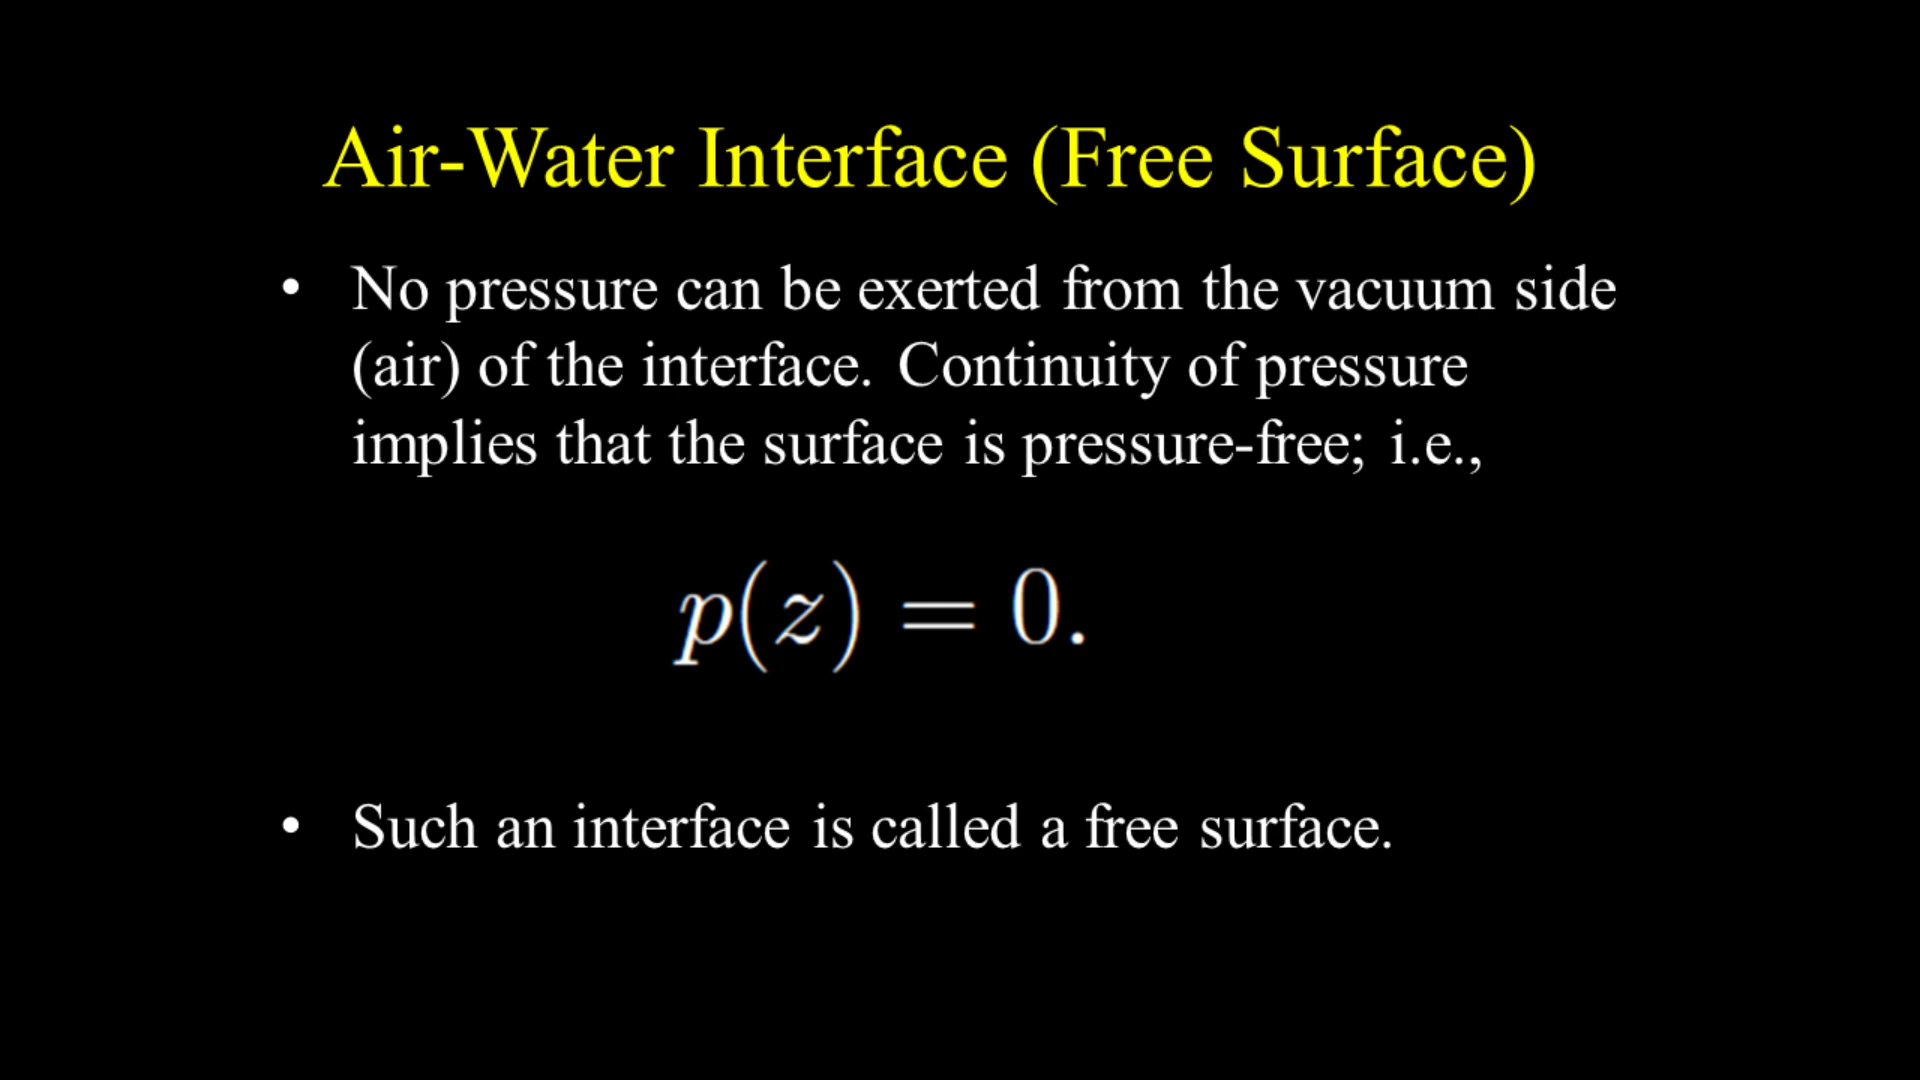 Air-Water Interface (Free Surface)
• No pressure can be exerted from the vacuum side
(air) of the interface. Continuity of pressure
implies that the surface is pressure-free; i.e.,
p(z) = 0.
• Such an interface is called a free surface.